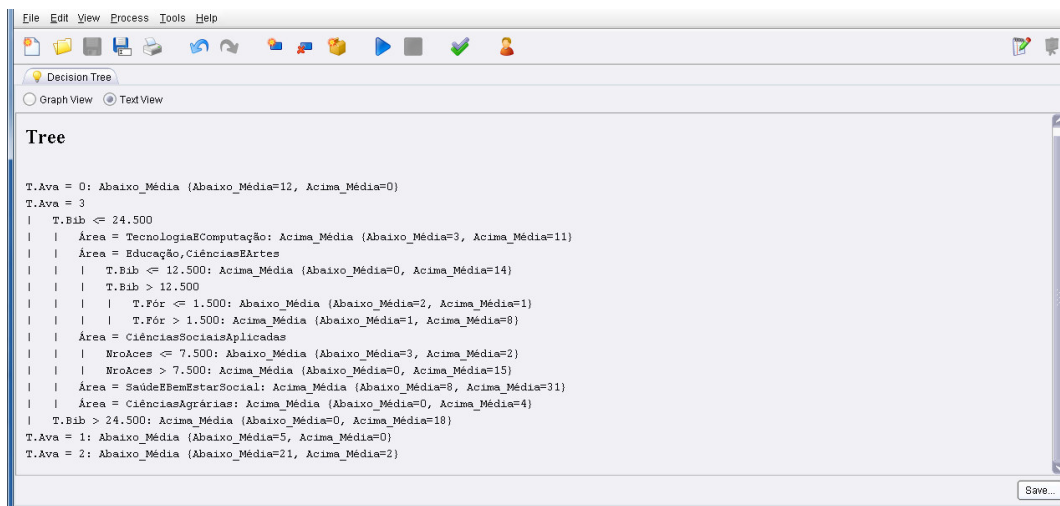 File Edit View Process Tools Help
Decision Tree
Graph View Text View
Tree
T.Ava = 0: Abaixo_Média {Abaixo_Média=12, Acima_Média=0}
T.Ava = 3
| T.Bib <= 24.500
| | Área = TecnologiaEComputação: Acima_Média {Abaixo_Média=3, Acima_Média=11}
| | Área = Educação,CiênciasEArtes
| | | T.Bib <= 12.500: Acima_Média {Abaixo_Média=0, Acima_Média=14}
| | | T.Bib > 12.500
| | | | T.Fór <= 1.500: Abaixo_Média {Abaixo_Média=2, Acima_Média=1}
| | | | T.Fór > 1.500: Acima_Média {Abaixo_Média=1, Acima_Média=8}
| | Área = CiênciasSociaisAplicadas
| | | NroAces <= 7.500: Abaixo_Média {Abaixo_Média=3, Acima_Média=2}
| | | NroAces > 7.500: Acima_Média {Abaixo_Média=0, Acima_Média=15}
| | Área = SaúdeEBemEstarSocial: Acima_Média {Abaixo_Média=8, Acima_Média=31}
| | Área = CiênciasAgrárias: Acima_Média {Abaixo_Média=0, Acima_Média=4}
| T.Bib > 24.500: Acima_Média {Abaixo_Média=0, Acima_Média=18}
T.Ava = 1: Abaixo_Média {Abaixo_Média=5, Acima_Média=0}
T.Ava = 2: Abaixo_Média {Abaixo_Média=21, Acima_Média=2}
Save...